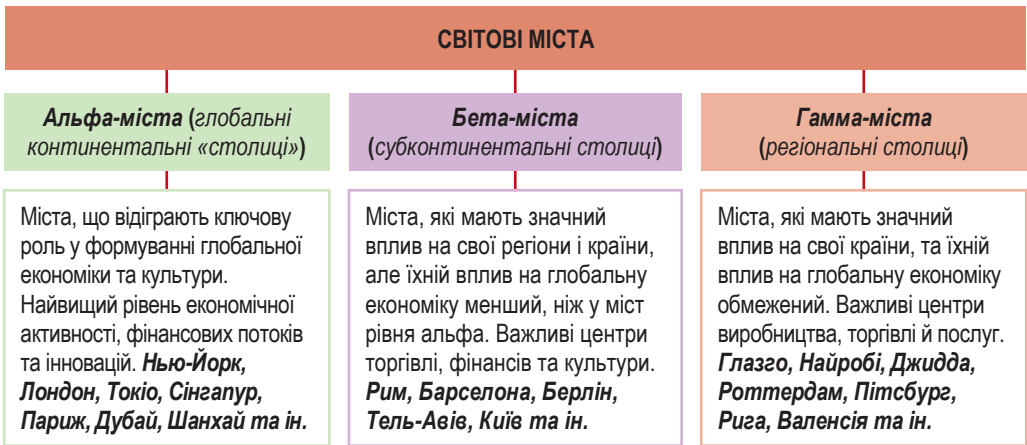 СВІТОВІ МІСТА
Альфа-міста (глобальні
континентальні «столиці»)
Міста, що відіграють ключову
роль у формуванні глобальної
економіки та культури.
Найвищий рівень економічної
активності, фінансових потоків
та інновацій. Нью-Йорк,
Лондон, Токіо, Сінгапур,
Париж, Дубай, Шанхай та ін.
Бета-міста
(субконтинентальні столиці)
Міста, які мають значний
вплив на свої регіони і країни,
але їхній вплив на глобальну
економіку менший, ніж у міст
рівня альфа. Важливі центри
торгівлі, фінансів та культури.
Рим, Барселона, Берлін,
Тель-Авів, Київ та ін.
Гамма-міста
(регіональні столиці)
Міста, які мають значний
вплив на свої країни, та їхній
вплив на глобальну економіку
обмежений. Важливі центри
виробництва, торгівлі й послуг.
Глазго, Найробі, Джидда,
Роттердам, Пітсбург,
Рига, Валенсія та ін.